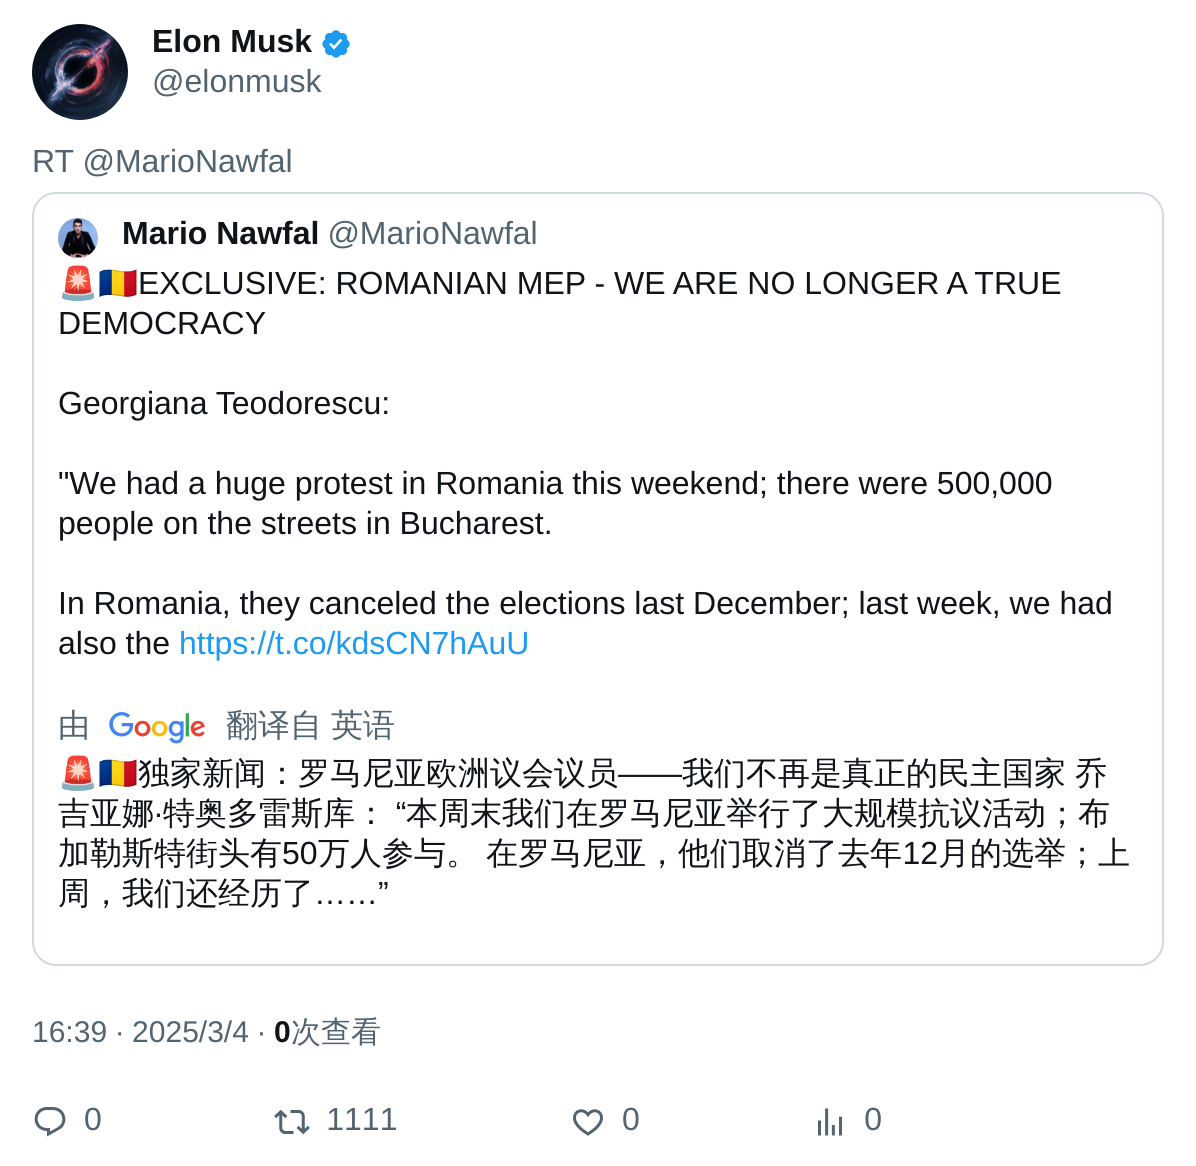 Elon Musk
@elonmusk
RT @MarioNawfal
Mario Nawfal @MarioNawfal
🚨🇷🇴EXCLUSIVE: ROMANIAN MEP - WE ARE NO LONGER A TRUE
DEMOCRACY
Georgiana Teodorescu:
"We had a huge protest in Romania this weekend; there were 500,000
people on the streets in Bucharest.
In Romania, they canceled the elections last December; last week, we had
also the https://t.co/kdsCN7hAuU
由 Google 翻译自 英语
🚨🇷🇴独家新闻：罗马尼亚欧洲议会议员——我们不再是真正的民主国家 乔
吉亚娜·特奥多雷斯库： “本周末我们在罗马尼亚举行了大规模抗议活动；布
加勒斯特街头有50万人参与。 在罗马尼亚，他们取消了去年12月的选举；上
周，我们还经历了……”
16:39 · 2025/3/4 · 0次查看
0 1111 0 0